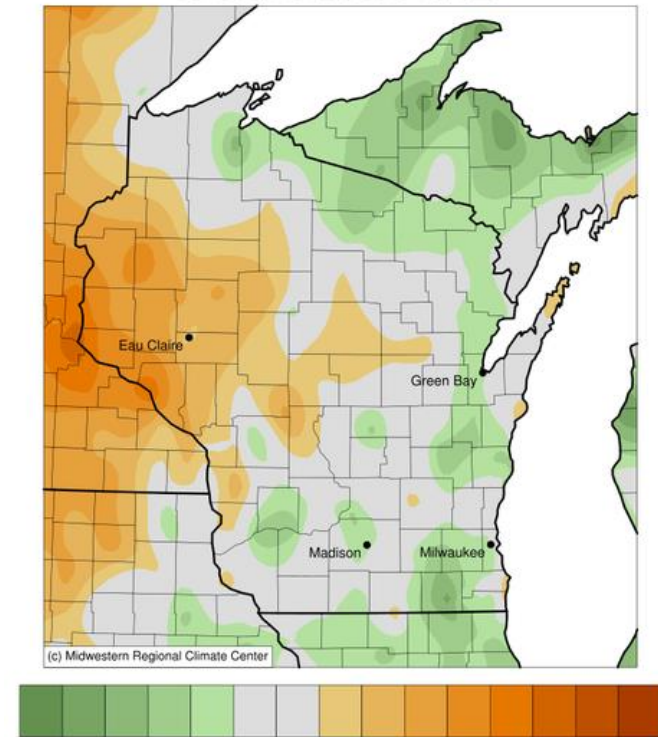 Eau Claire
Green Bay
Madison
Milwaukee
(c) Midwestern Regional Climate Center